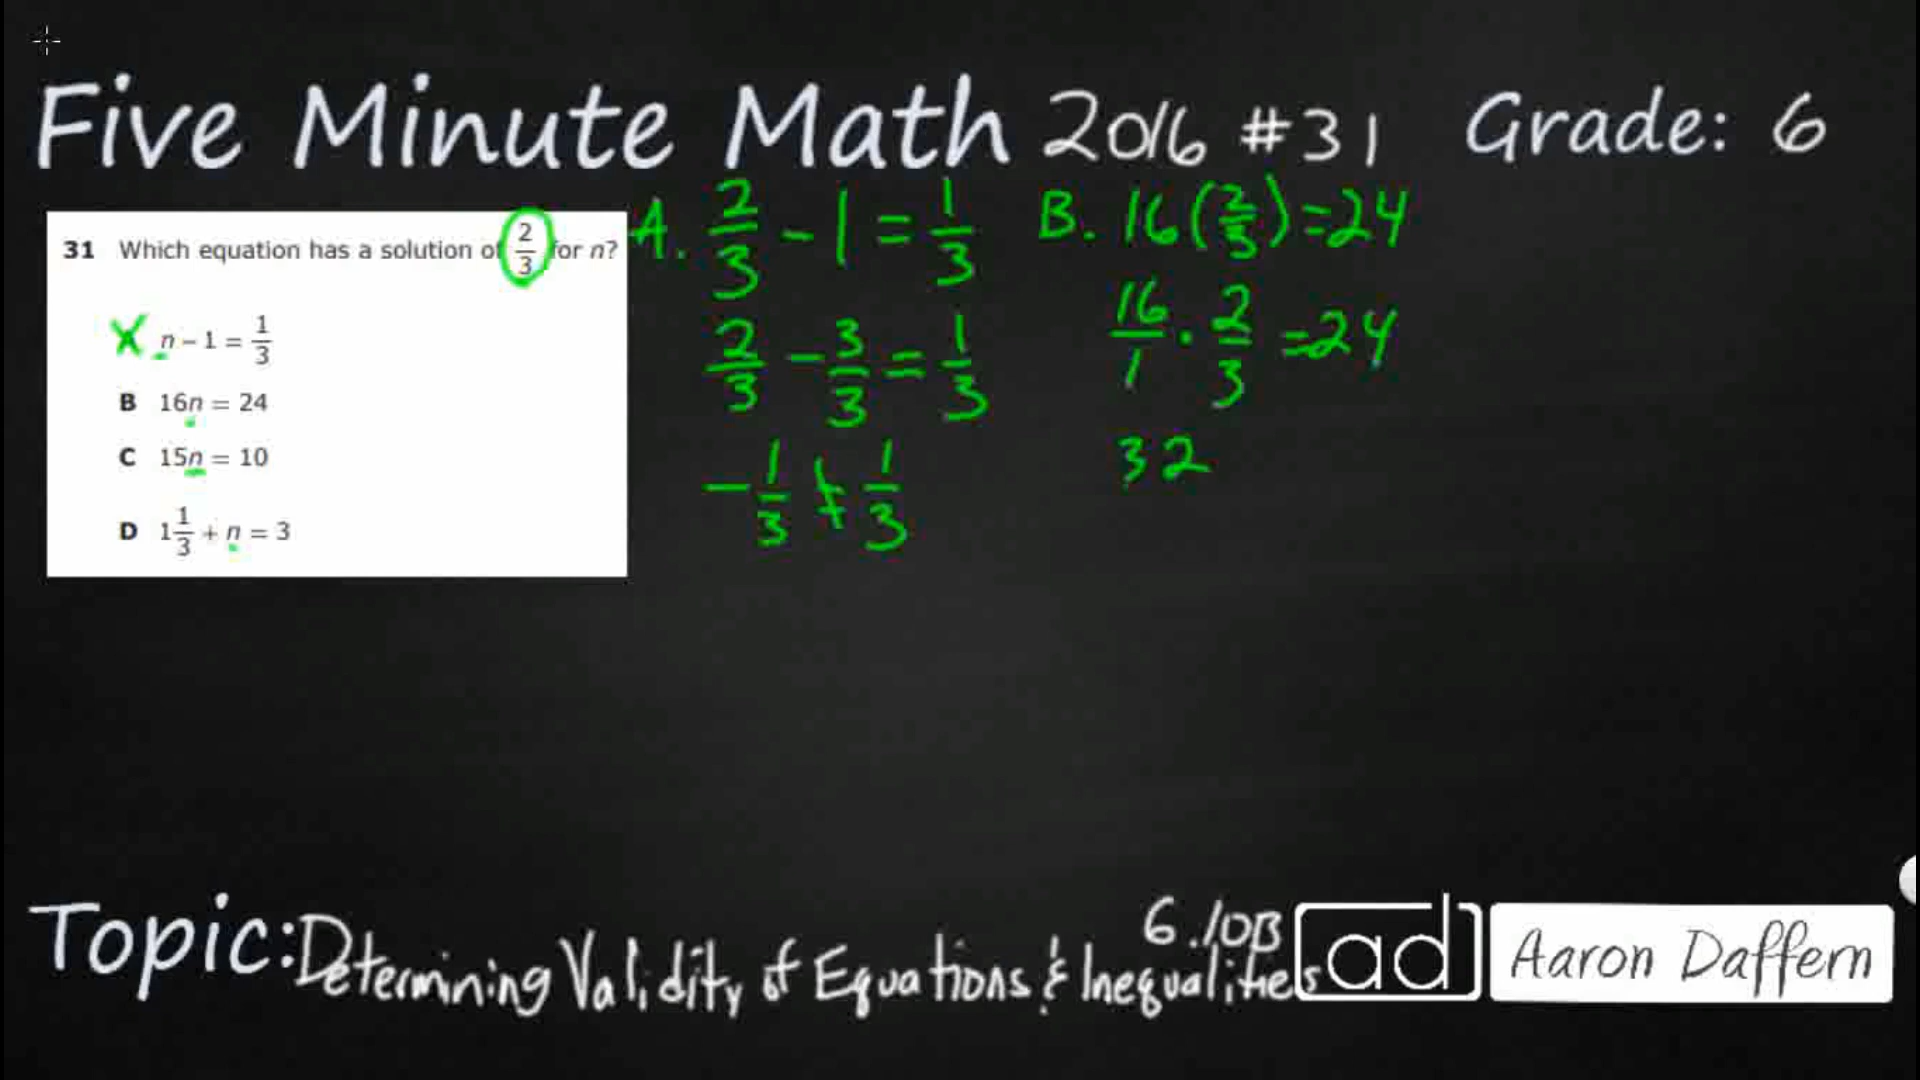 Five Minute Math 2016 #31 Grade: 6
31 Which equation has a solution of 2/3 for n?
n − 1 = 1/3
B 16n = 24
C 15n = 10
D 1 1/3 + n = 3
A. 2/3 - 1 = 1/3
2/3 - 3/3 = 1/3
-1/3 ≠ 1/3
B. 16(2/3)=24
16/1 · 2/3 =24
32
Topic: Determining Validity of Equations & Inequalities
6.10B
ad
Aaron Daffern